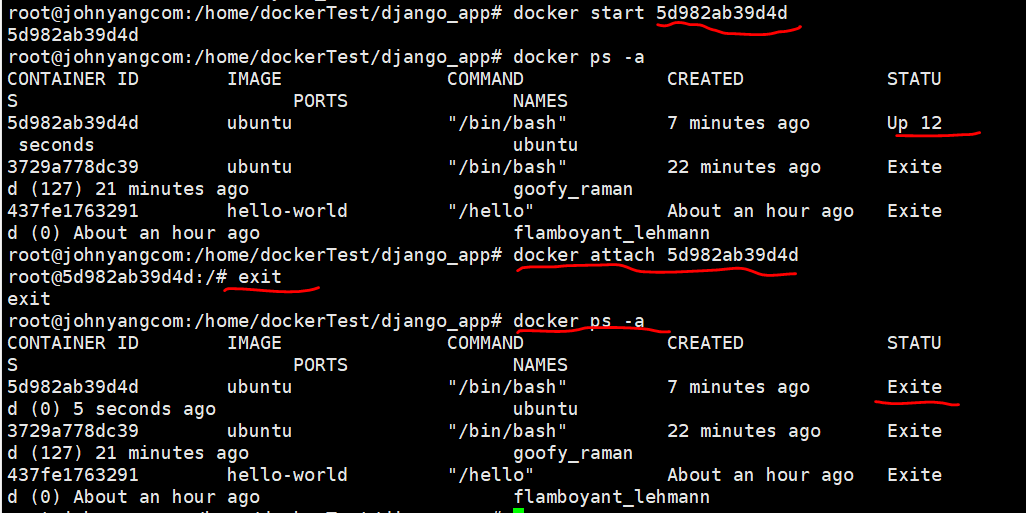 root@johnyangcom:/home/dockerTest/django_app# docker start 5d982ab39d4d
5d982ab39d4d
root@johnyangcom:/home/dockerTest/django_app# docker ps -a
CONTAINER ID        IMAGE               COMMAND             CREATED             STATU
S                         PORTS               NAMES
5d982ab39d4d        ubuntu              "/bin/bash"         7 minutes ago       Up 12
 seconds                                      ubuntu
3729a778dc39        ubuntu              "/bin/bash"         22 minutes ago      Exite
d (127) 21 minutes ago                        goofy_raman
437fe1763291        hello-world         "/hello"            About an hour ago   Exite
d (0) About an hour ago                       flamboyant_lehmann
root@johnyangcom:/home/dockerTest/django_app# docker attach 5d982ab39d4d
root@5d982ab39d4d:/# exit
exit
root@johnyangcom:/home/dockerTest/django_app# docker ps -a
CONTAINER ID        IMAGE               COMMAND             CREATED             STATU
S                         PORTS               NAMES
5d982ab39d4d        ubuntu              "/bin/bash"         7 minutes ago       Exite
d (0) 5 seconds ago                           ubuntu
3729a778dc39        ubuntu              "/bin/bash"         22 minutes ago      Exite
d (127) 21 minutes ago                        goofy_raman
437fe1763291        hello-world         "/hello"            About an hour ago   Exite
d (0) About an hour ago                       flamboyant_lehmann